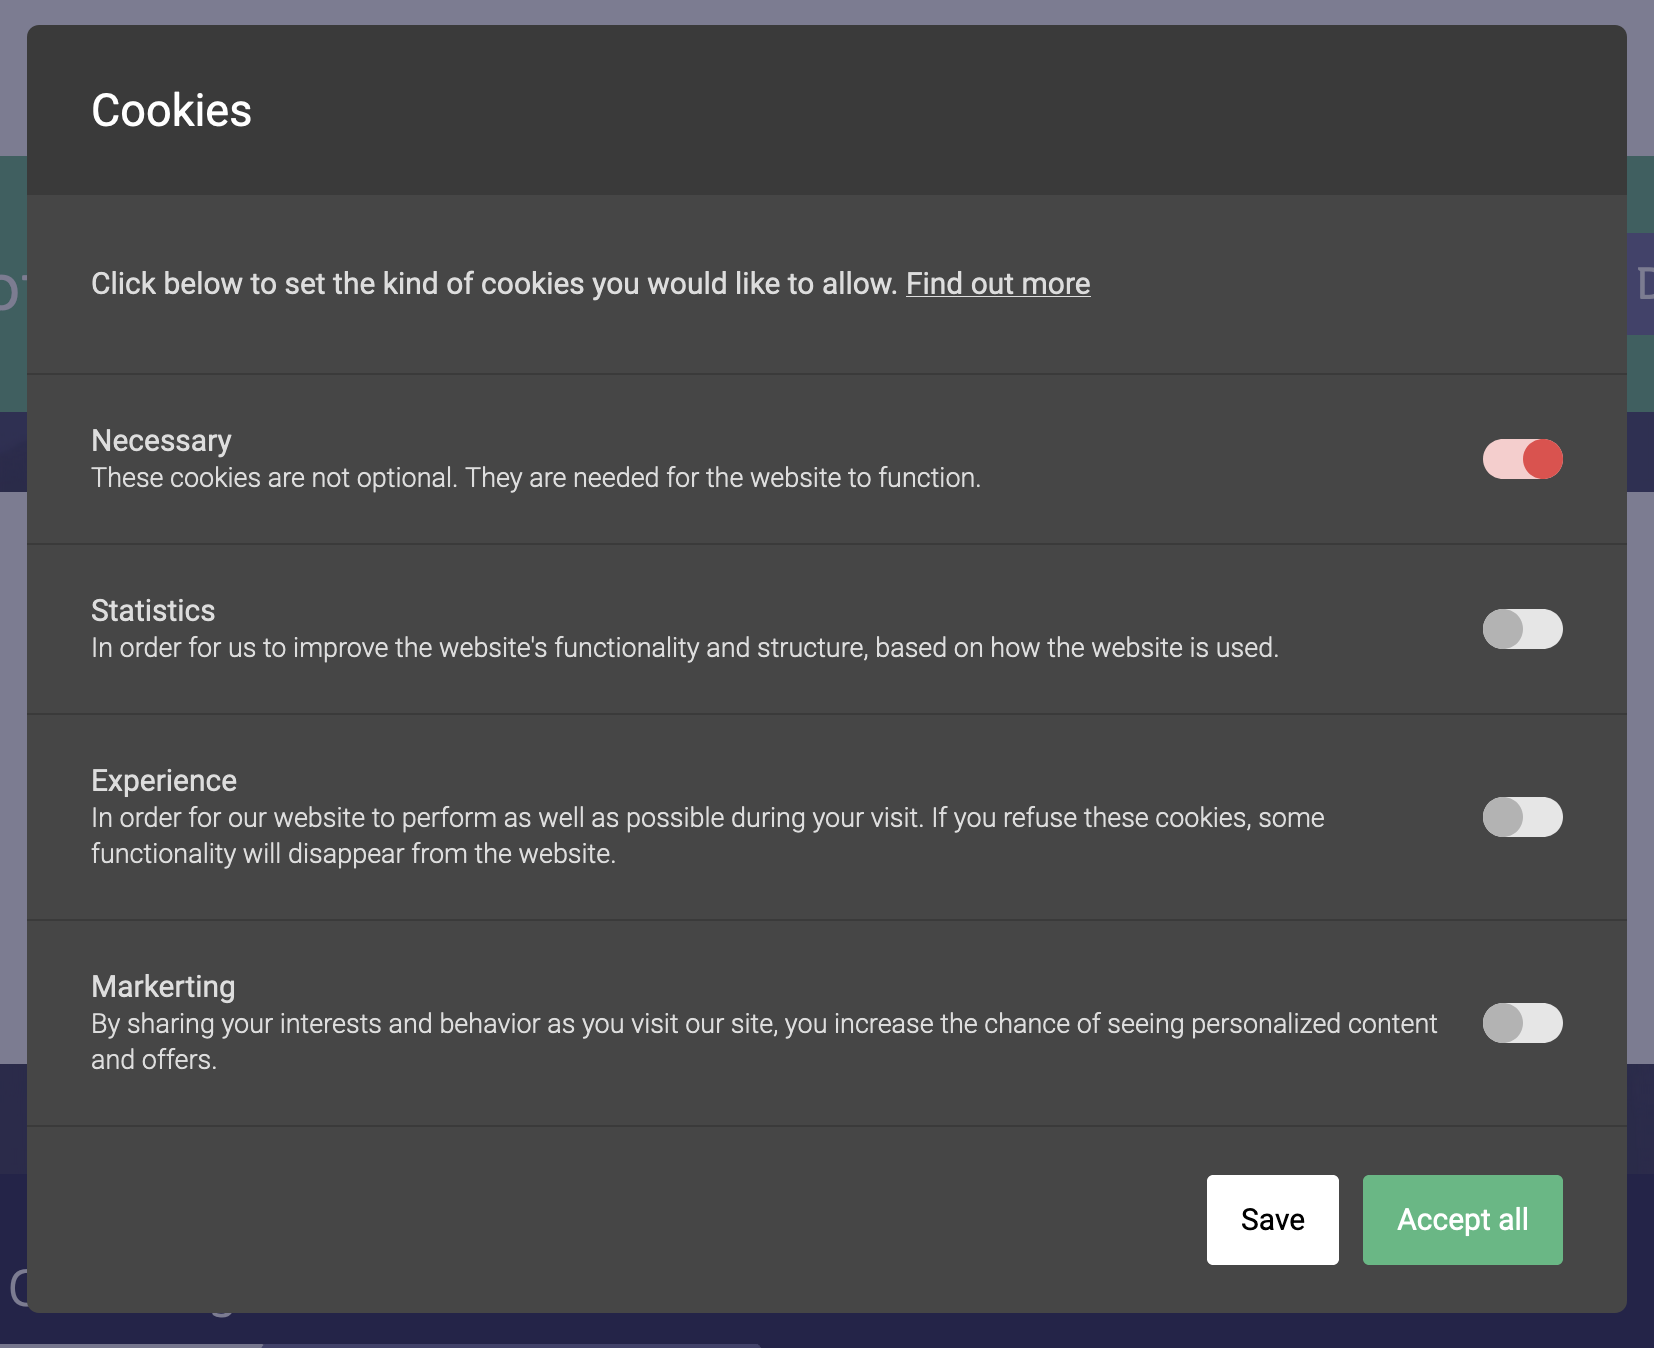 Cookies
Click below to set the kind of cookies you would like to allow. Find out more
Necessary
These cookies are not optional. They are needed for the website to function.
Statistics
In order for us to improve the website's functionality and structure, based on how the website is used.
Experience
In order for our website to perform as well as possible during your visit. If you refuse these cookies, some
functionality will disappear from the website.
Markerting
By sharing your interests and behavior as you visit our site, you increase the chance of seeing personalized content
and offers.
Save
Accept all